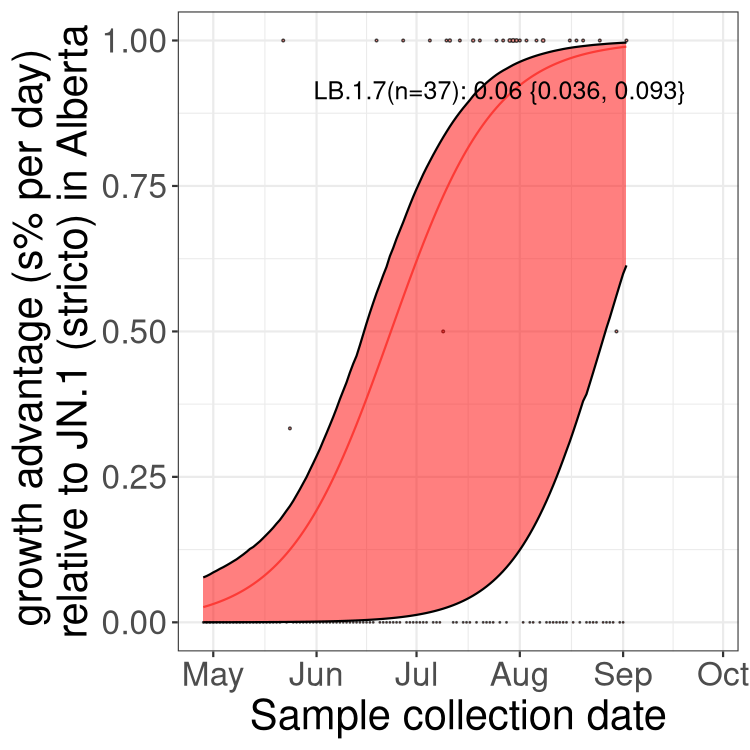 growth advantage (s% per day)
relative to JN.1 (stricto) in Alberta
1.00
0.75
0.50
0.25
0.00
LB.1.7(n=37): 0.06 {0.036, 0.093}
May Jun Jul Aug Sep Oct
Sample collection date